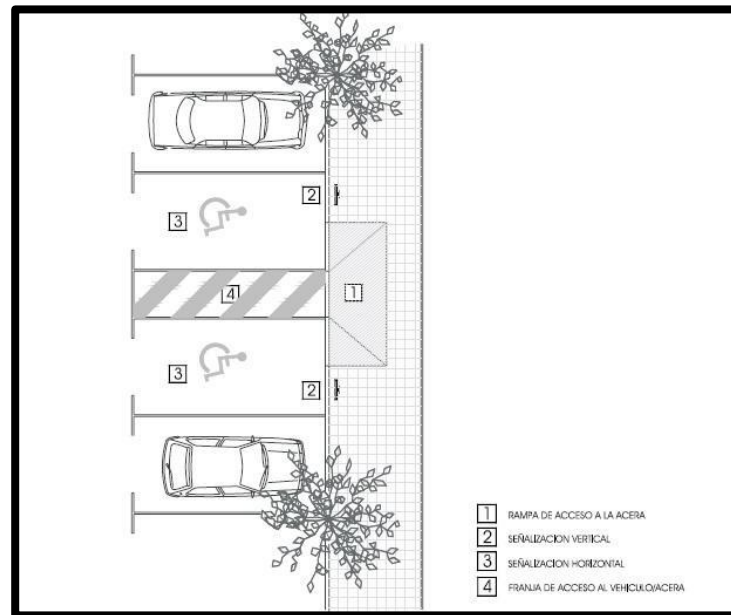 2
3
4
1
3
2
1 RAMPA DE ACCESO A LA ACERA
2 SEÑALIZACION VERTICAL
3 SEÑALIZACION HORIZONTAL
4 FRANJA DE ACCESO AL VEHICULO/ACERA